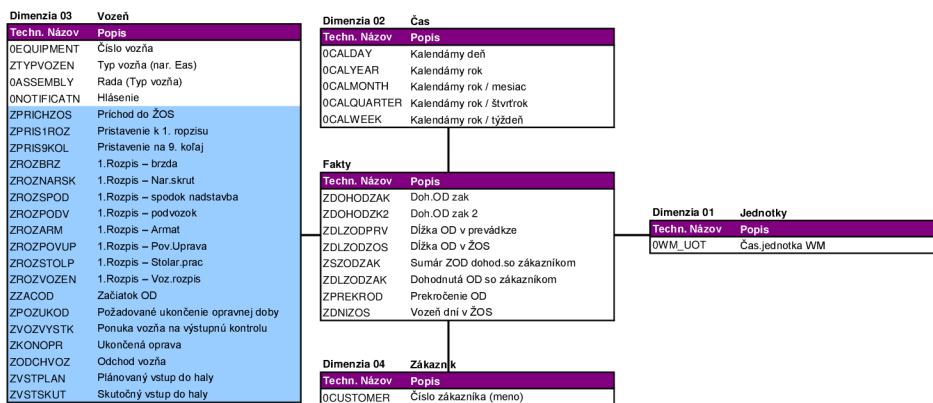 Dimenzia 03 Vozeň
Techn. Názov Popis
0EQUIPMENT Číslo vozňa
ZTYPVOZEN Typ vozňa (nar. Eas)
0ASSEMBLY Rada (Typ vozňa)
0NOTIFICATN Hlásenie
ZPRICHZOS Príchod do ŽOS
ZPRIS1ROZ Pristavenie k 1. ropzisu
ZPRIS9KOL Pristavenie na 9. koľaj
ZROZBRZ 1.Rozpis – brzda
ZROZNARSK 1.Rozpis – Nar.skrut
ZROZSPOD 1.Rozpis – spodok nadstavba
ZROZPODV 1.Rozpis – podvozok
ZROZARM 1.Rozpis – Armat
ZROZPOVUP 1.Rozpis – Pov.Uprava
ZROZSTOLP 1.Rozpis – Stolar.prac
ZROZVOZEN 1.Rozpis – Voz.rozpis
ZZACOD Začiatok OD
ZPOZUKOD Požadované ukončenie opravnej doby
ZVOZVYSTK Ponuka vozňa na výstupnú kontrolu
ZKONOPR Ukončená oprava
ZODCHVOZ Odchod vozňa
ZVSTPLAN Plánovaný vstup do haly
ZVSTSKUT Skutočný vstup do haly
Dimenzia 02 Čas
Techn. Názov Popis
0CALDAY Kalendárny deň
0CALYEAR Kalendárny rok
0CALMONTH Kalendárny rok / mesiac
0CALQUARTER Kalendárny rok / štvrťrok
0CALWEEK Kalendárny rok / týždeň
Fakty
Techn. Názov Popis
ZDOHODZAK Doh.OD zak
ZDOHODZK2 Doh.OD zak 2
ZDLZODPRV Dĺžka OD v prevádzke
ZDLZODZOS Dĺžka OD v ŽOS
ZSZODZAK Sumár ZOD dohod.so zákazníkom
ZDLZODZAK Dohodnutá OD so zákazníkom
ZPREKROD Prekročenie OD
ZDNIZOS Vozeň dní v ŽOS
Dimenzia 04 Zákazník
Techn. Názov Popis
0CUSTOMER Číslo zákazníka (meno)
Dimenzia 01 Jednotky
Techn. Názov Popis
0WM_UOT Čas.jednotka WM